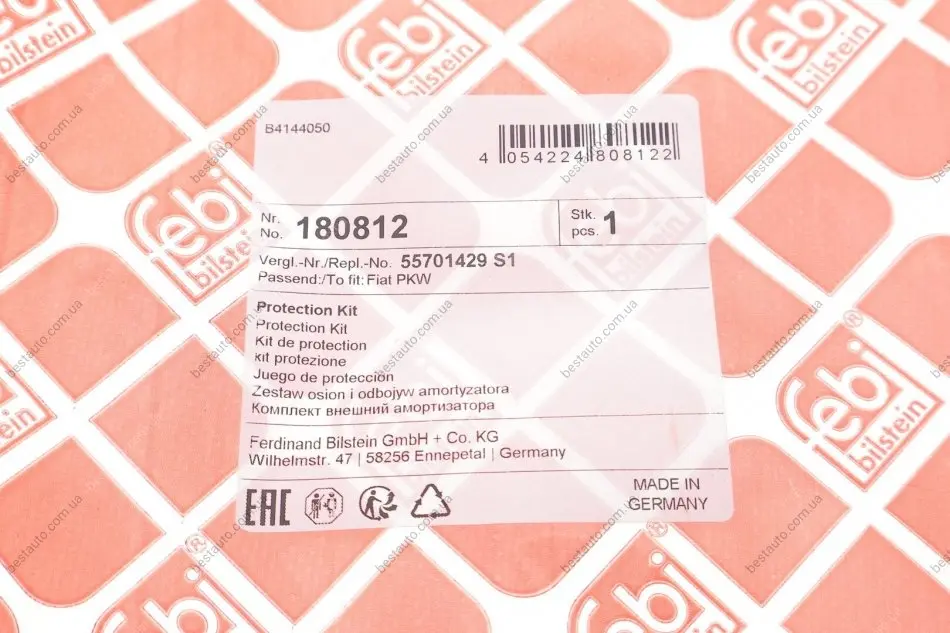 B4144050
4 054224 808122
Nr.
No. 180812
Stk.
pcs. 1
Vergl.-Nr./Repl.-No. 55701429 S1
Passend:/To fit: Fiat PKW
Protection Kit
Protection Kit
Kit de protection
kit protezione
Juego de protección
Zestaw osion i odbojyw amortyzatora
Комплект внешний амортизатора
Ferdinand Bilstein GmbH + Co. KG
Wilhelmstr. 47 | 58256 Ennepetal | Germany
EAC
MADE IN
GERMANY
febi
bilstein
bestauto.com.ua